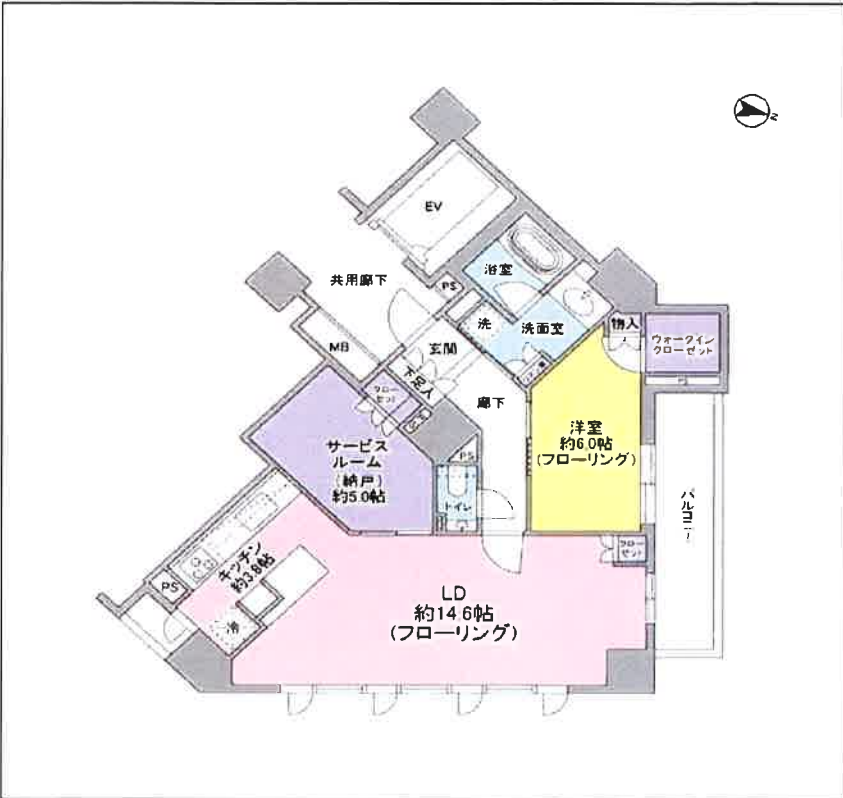 N
EV
浴室
共用廊下
PS
洗
洗面室
物入
ウォークイン
クローゼット
MB
玄関
下足入
クロー
ゼット
廊下
洋室
約6.0帖
(フローリング)
サービス
ルーム
(納戸)
約5.0帖
PS
トイレ
バルコニー
クロー
ゼット
キッチン
約3.8帖
PS
冷
LD
約14.6帖
(フローリング)